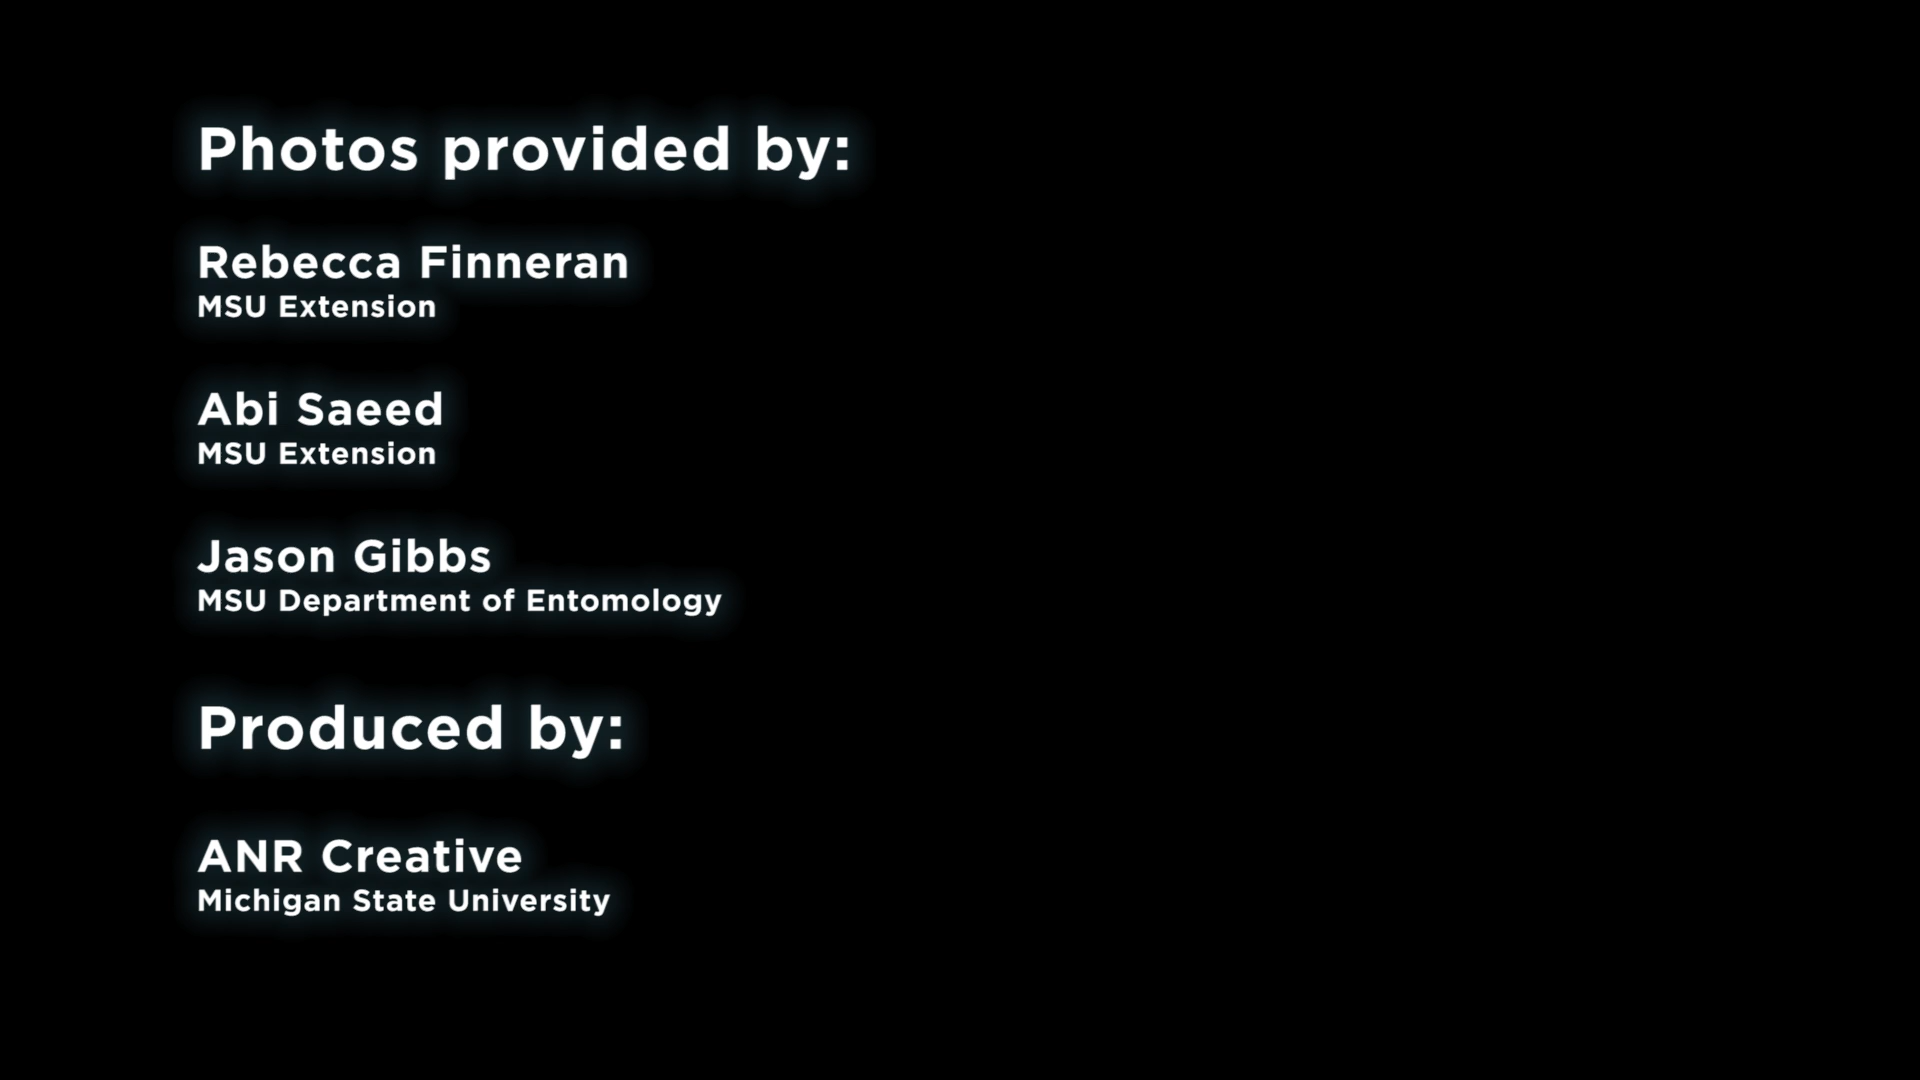 Photos provided by:
Rebecca Finneran
MSU Extension
Abi Saeed
MSU Extension
Jason Gibbs
MSU Department of Entomology
Produced by:
ANR Creative
Michigan State University